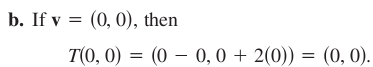 b. If v = (0, 0), then
T(0, 0) = (0 − 0, 0 + 2(0)) = (0, 0).